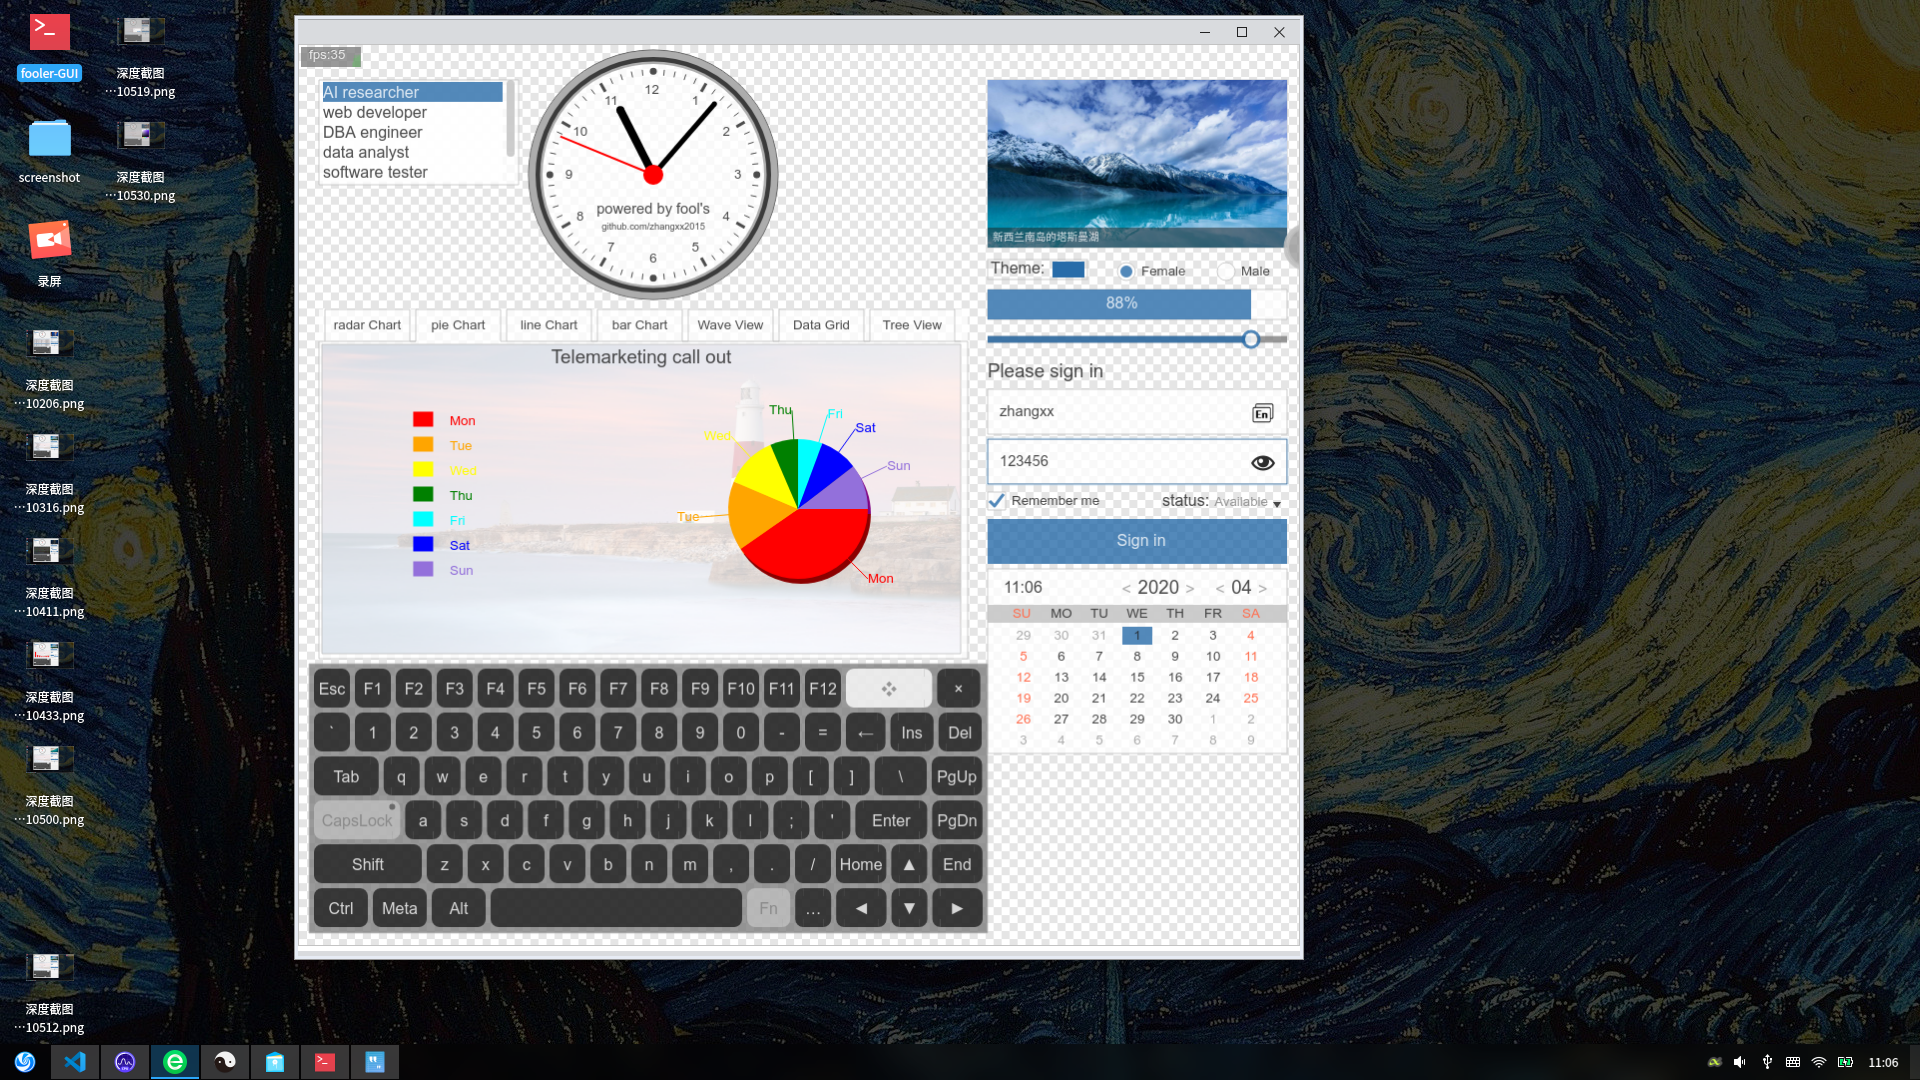 fooler-GUI
screenshot
录屏
深度截图
…10206.png
深度截图
…10316.png
深度截图
…10411.png
深度截图
…10433.png
深度截图
…10500.png
深度截图
…10512.png
深度截图
…10519.png
深度截图
…10530.png
fps:35
AI researcher
web developer
DBA engineer
data analyst
software tester
12
1
2
3
4
5
6
7
8
9
10
11
powered by fool's
github.com/zhangxx2015
radar Chart
pie Chart
line Chart
bar Chart
Wave View
Data Grid
Tree View
Telemarketing call out
Mon
Tue
Wed
Thu
Fri
Sat
Sun
Thu
Fri
Wed
Sat
Sun
Tue
Mon
Esc F1 F2 F3 F4 F5 F6 F7 F8 F9 F10 F11 F12 ×
` 1 2 3 4 5 6 7 8 9 0 - = ← Ins Del
Tab q w e r t y u i o p [ ] \ PgUp
CapsLock a s d f g h j k l ; ' Enter PgDn
Shift z x c v b n m , . / Home ▲ End
Ctrl Meta Alt Fn ... ◄ ▼ ►
新西兰南岛的塔斯曼湖
Theme:
Female
Male
88%
Please sign in
zhangxx
En
123456
Remember me
status: Available
Sign in
11:06 < 2020 > < 04 >
SU MO TU WE TH FR SA
29 30 31 1 2 3 4
5 6 7 8 9 10 11
12 13 14 15 16 17 18
19 20 21 22 23 24 25
26 27 28 29 30 1 2
3 4 5 6 7 8 9
11:06